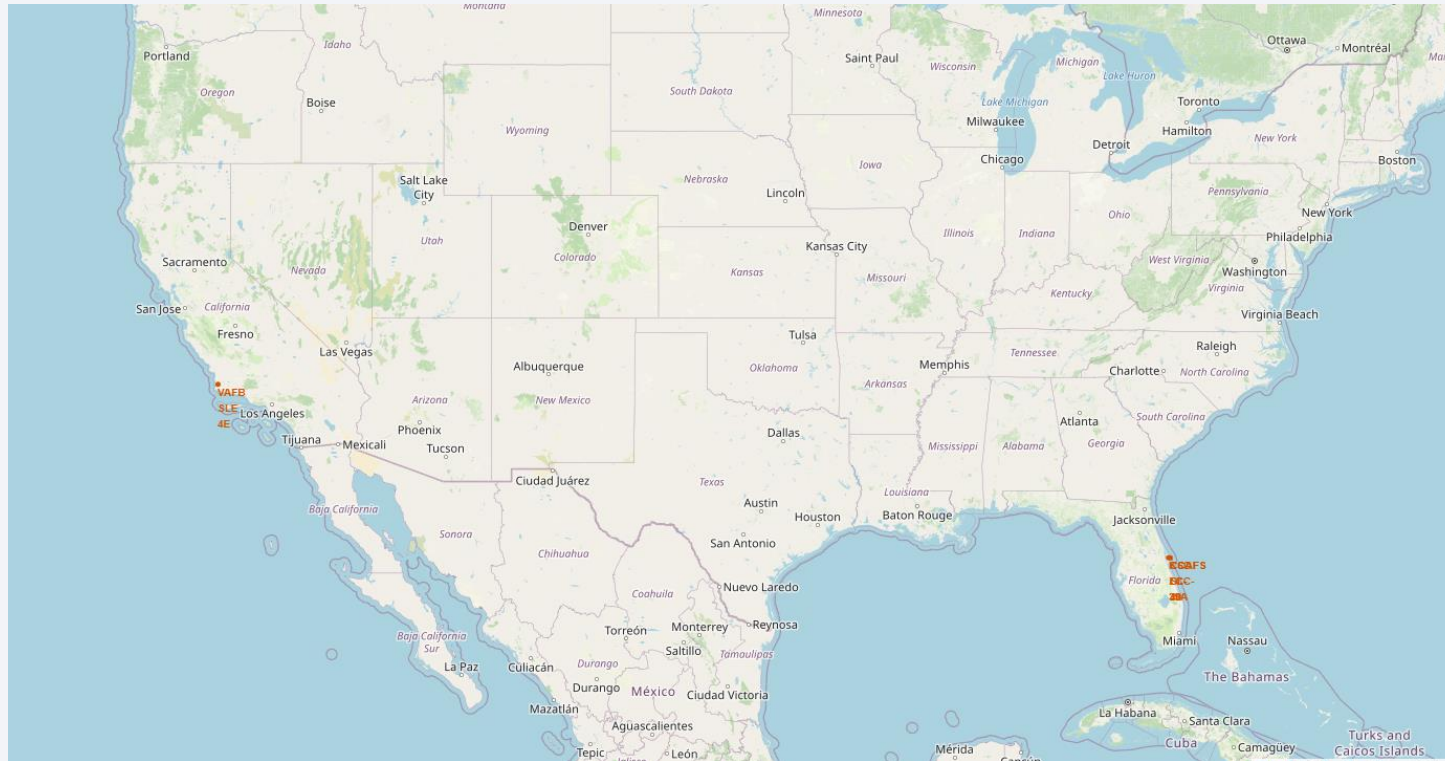 Montana
Minnesota
Ottawa
Montréal
Portland
Idaho
Saint Paul
Wisconsin
Michigan
Lake Huron
Oregon
Boise
South Dakota
Lake Michigan
Toronto
Wyoming
Milwaukee
Hamilton
New York
Detroit
Chicago
Boston
Iowa
Salt Lake
City
Nebraska
Lincoln
Pennsylvania
New York
Ohio
Denver
Utah
Kansas City
Illinois
Indiana
Philadelphia
Sacramento
Nevada
Colorado
Kansas
Missouri
West Virginia
Washington
Virginia
Kentucky
San Jose
California
Virginia Beach
Fresno
Las Vegas
Tulsa
Raleigh
Tennessee
Albuquerque
Oklahoma
Memphis
Charlotte
North Carolina
VAFB
SLE
4E
Arizona
New Mexico
Arkansas
Los Angeles
Phoenix
Atlanta
South Carolina
Tijuana
Mexicali
Tucson
Dallas
Mississippi
Alabama
Georgia
Ciudad Juárez
Texas
Louisiana
Baja California
Austin
Houston
Baton Rouge
Jacksonville
Sonora
San Antonio
Chihuahua
Florida
Nuevo Laredo
Coahuila
Reynosa
Torreón
Monterrey
Baja California
Sur
Saltillo
Tamaulipas
Miami
Nassau
La Paz
Culiacán
Durango
The Bahamas
Durango
México
Ciudad Victoria
Mazatlán
La Habana
Santa Clara
Aguascalientes
Turks and
Caicos Islands
Tepic
León
Mérida
Cuba
Camagüey